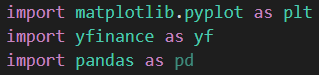 import matplotlib.pyplot as plt
import yfinance as yf
import pandas as pd